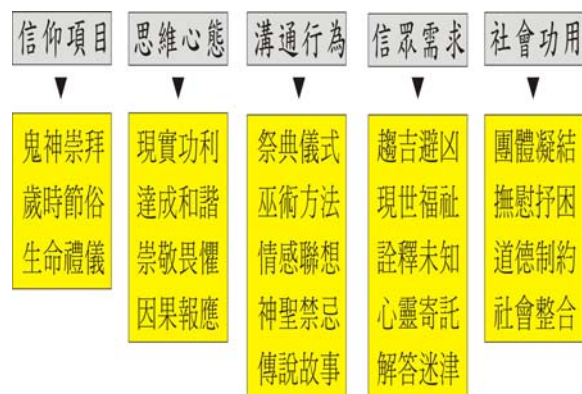 信仰項目
思維心態
溝通行為
信眾需求
社會功用
鬼神崇拜
歲時節俗
生命禮儀
現實功利
達成和諧
崇敬畏懼
因果報應
祭典儀式
巫術方法
情感聯想
神聖禁忌
傳說故事
趨吉避凶
現世福祉
詮釋未知
心靈寄託
解答迷津
團體凝結
撫慰抒困
道德制約
社會整合